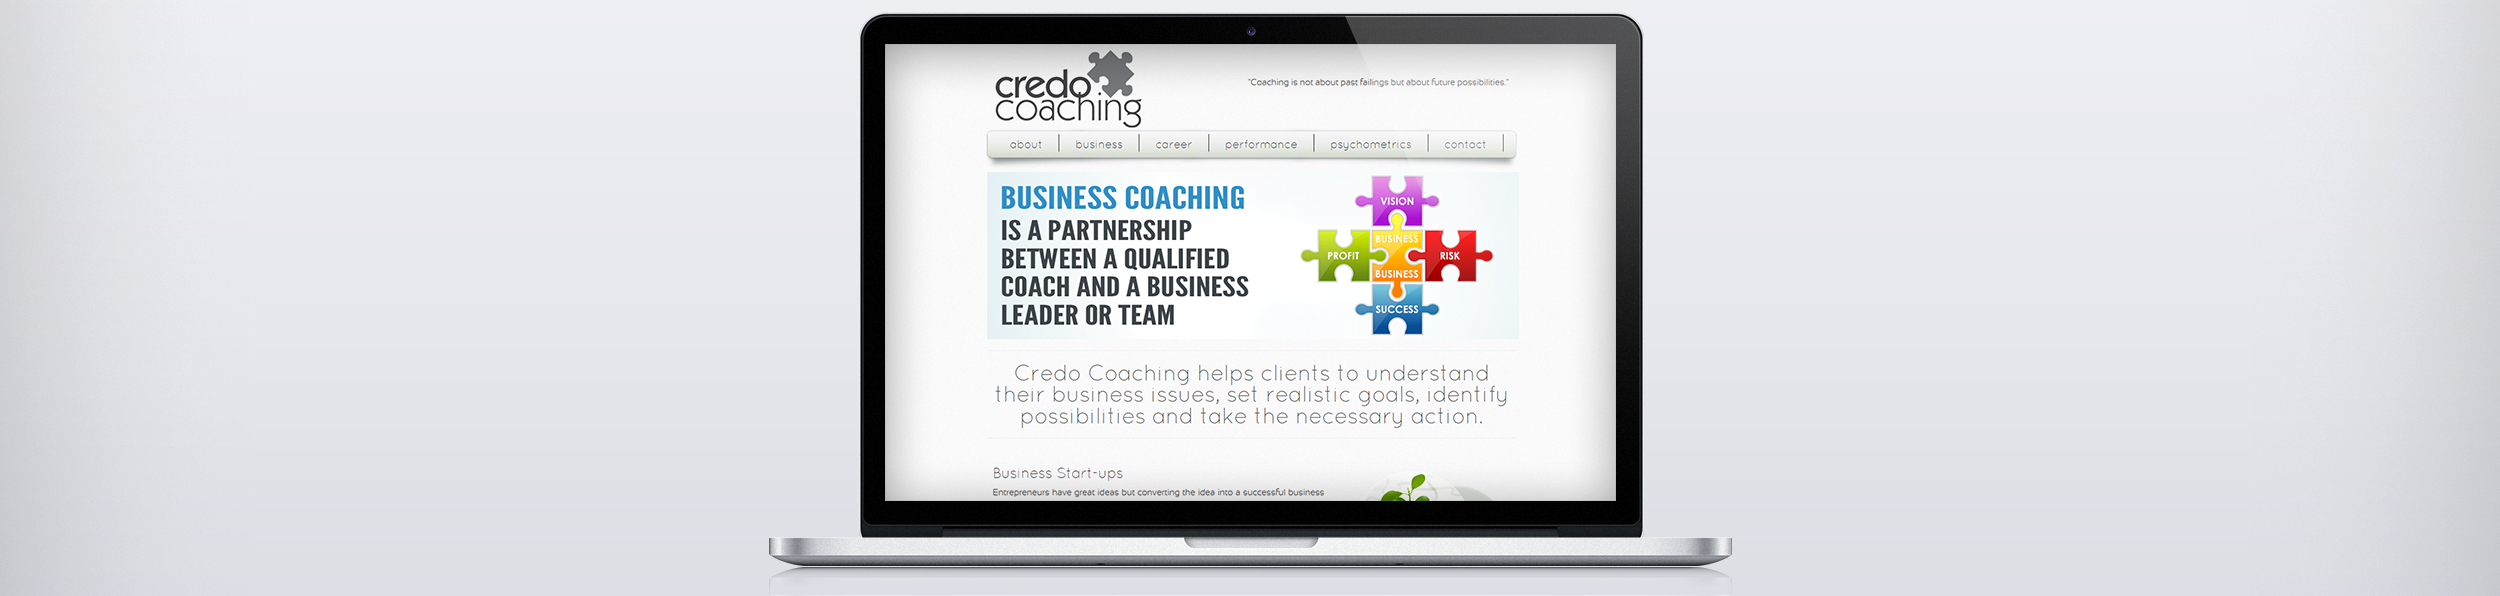 credo
coaching
"Coaching is not about past failings but about future possibilities."
about business career performance psychometrics contact
BUSINESS COACHING
IS A PARTNERSHIP
BETWEEN A QUALIFIED
COACH AND A BUSINESS
LEADER OR TEAM
VISION
BUSINESS
PROFIT
RISK
BUSINESS
SUCCESS
Credo Coaching helps clients to understand
their business issues, set realistic goals, identify
possibilities and take the necessary action.
Business Start-ups
Entrepreneurs have great ideas but converting the idea into a successful business